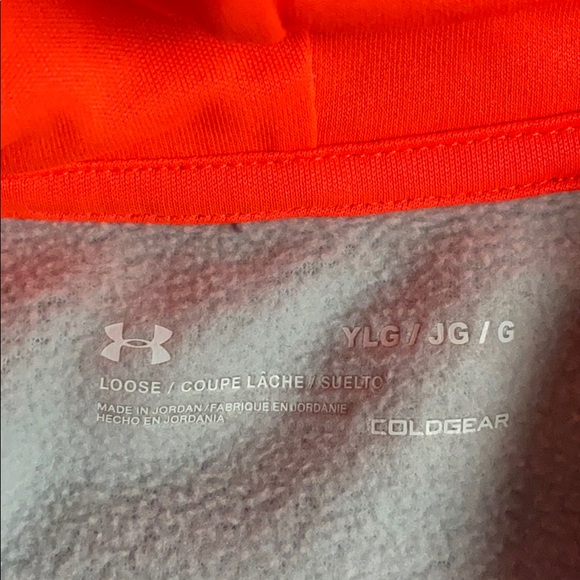 YLG / JG / G
LOOSE / COUPE LÂCHE / SUELTO
MADE IN JORDAN / FABRIQUÉ EN JORDANIE
HECHO EN JORDANIA
COLDGEAR